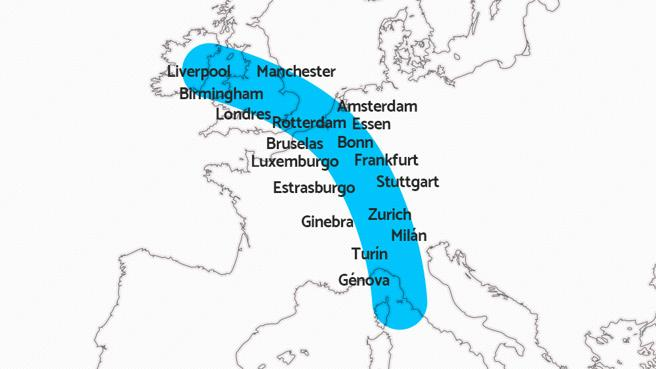 Liverpool
Manchester
Birmingham
Amsterdam
Londres
Rotterdam
Essen
Bruselas
Bonn
Luxemburgo
Frankfurt
Estrasburgo
Stuttgart
Ginebra
Zurich
Milán
Turín
Génova